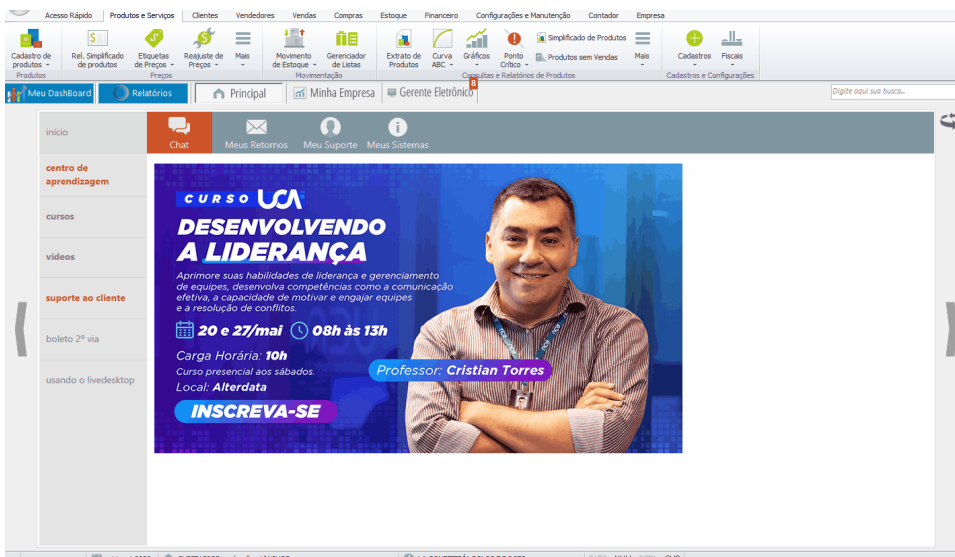 Acesso Rápido Produtos e Serviços Clientes Vendedores Vendas Compras Estoque Financeiro Configurações e Manutenção Contador Empresa
Cadastro de produtos
Rel. Simplificado de produtos
Etiquetas de Preços
Reajuste de Preços
Mais
Movimento de Estoque
Gerenciador de Listas
Extrato de Produtos
Curva ABC
Gráficos
Ponto Crítico
Simplificado de Produtos
Produtos sem Vendas
Mais
Cadastros
Fiscais
Produtos Preços Movimentação Consultas e Relatórios de Produtos Cadastros e Configurações
Meu DashBoard Relatórios Principal Minha Empresa Gerente Eletrônico 8
Digite aqui sua busca...
início
centro de
aprendizagem
cursos
vídeos
suporte ao cliente
boleto 2º via
usando o livedesktop
Chat Meus Retornos Meu Suporte Meus Sistemas
CURSO UCA
DESENVOLVENDO
A LIDERANÇA
Aprimore suas habilidades de liderança e gerenciamento
de equipes, desenvolva competências como a comunicação
efetiva, a capacidade de motivar e engajar equipes
e a resolução de conflitos.
20 e 27/mai 08h às 13h
Carga Horária: 10h
Curso presencial aos sábados.
Local: Alterdata
INSCREVA-SE
Professor: Cristian Torres